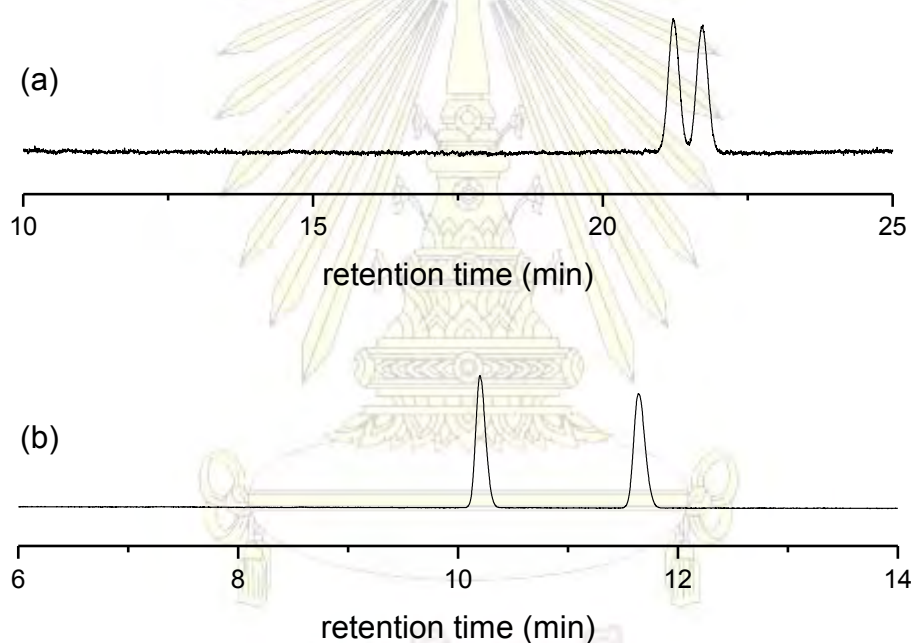 (a)
10 15 20 25
retention time (min)
(b)
6 8 10 12 14
retention time (min)